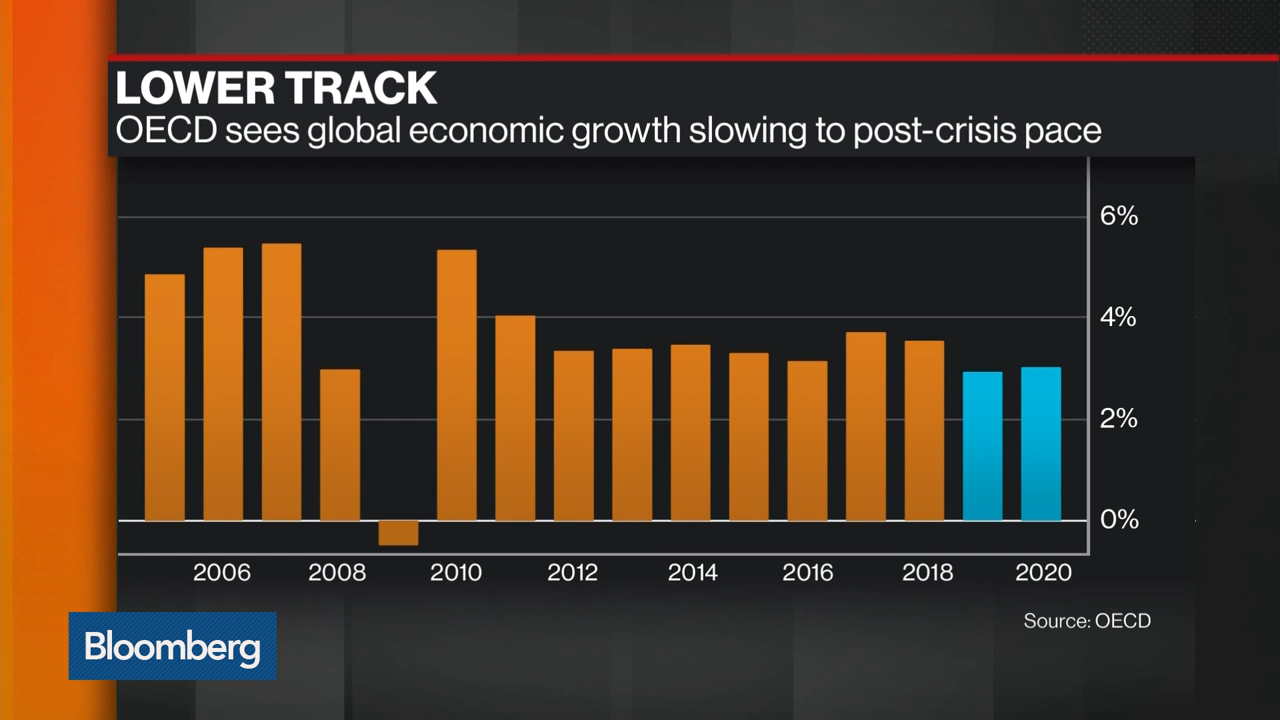 LOWER TRACK
OECD sees global economic growth slowing to post-crisis pace
6%
4%
2%
0%
2006 2008 2010 2012 2014 2016 2018 2020
Source: OECD
Bloomberg